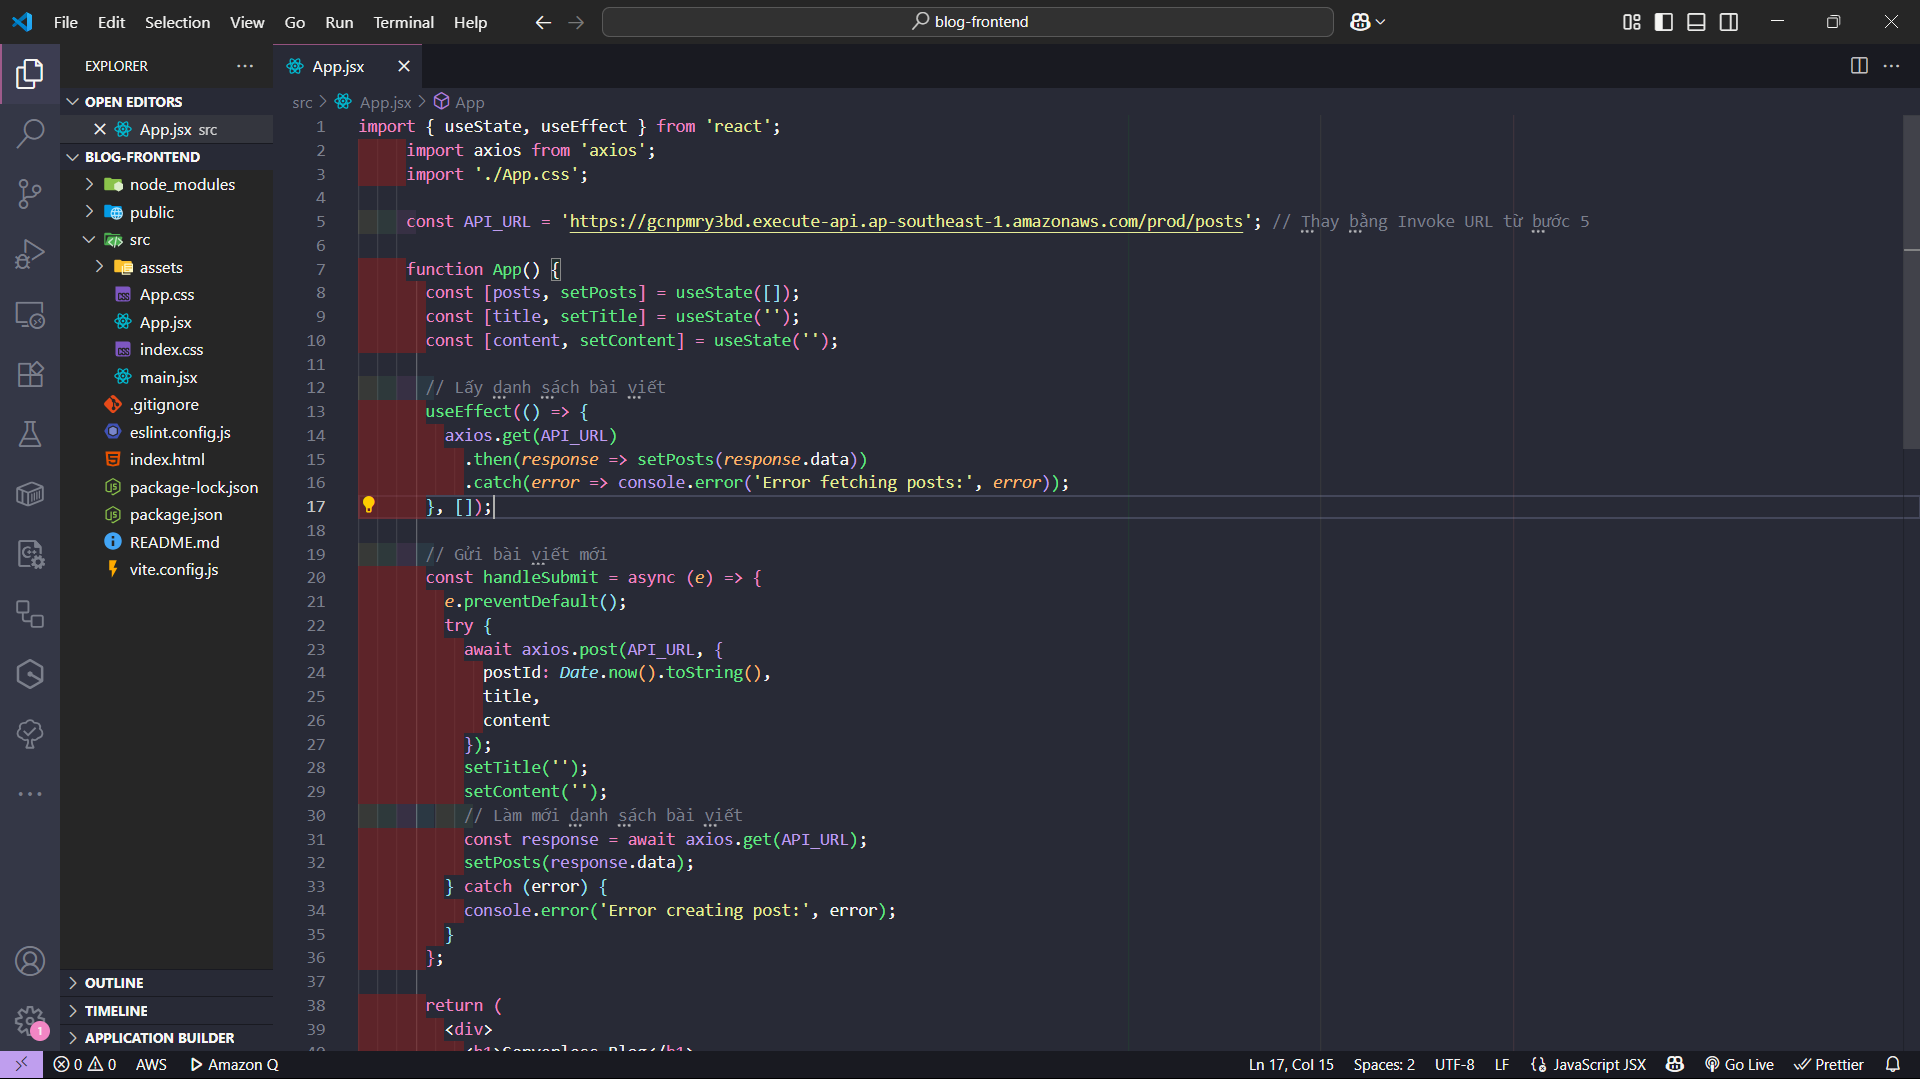 File Edit Selection View Go Run Terminal Help
blog-frontend
EXPLORER
App.jsx
OPEN EDITORS
App.jsx src
BLOG-FRONTEND
node_modules
public
src
assets
App.css
App.jsx
index.css
main.jsx
.gitignore
eslint.config.js
index.html
package-lock.json
package.json
README.md
vite.config.js
OUTLINE
TIMELINE
APPLICATION BUILDER
src > App.jsx > App
1 import { useState, useEffect } from 'react';
2 import axios from 'axios';
3 import './App.css';
4
5 const API_URL = 'https://gcnpmry3bd.execute-api.ap-southeast-1.amazonaws.com/prod/posts'; // Thay bằng Invoke URL từ bước 5
6
7 function App() {
8 const [posts, setPosts] = useState([]);
9 const [title, setTitle] = useState('');
10 const [content, setContent] = useState('');
11
12 // Lấy danh sách bài viết
13 useEffect(() => {
14 axios.get(API_URL)
15 .then(response => setPosts(response.data))
16 .catch(error => console.error('Error fetching posts:', error));
17 }, []);
18
19 // Gửi bài viết mới
20 const handleSubmit = async (e) => {
21 e.preventDefault();
22 try {
23 await axios.post(API_URL, {
24 postId: Date.now().toString(),
25 title,
26 content
27 });
28 setTitle('');
29 setContent('');
30 // Làm mới danh sách bài viết
31 const response = await axios.get(API_URL);
32 setPosts(response.data);
33 } catch (error) {
34 console.error('Error creating post:', error);
35 }
36 };
37
38 return (
39 <div>
40 <h1>Serverless Blog</h1>
1
0 0 AWS Amazon Q
Ln 17, Col 15 Spaces: 2 UTF-8 LF JavaScript JSX Go Live Prettier